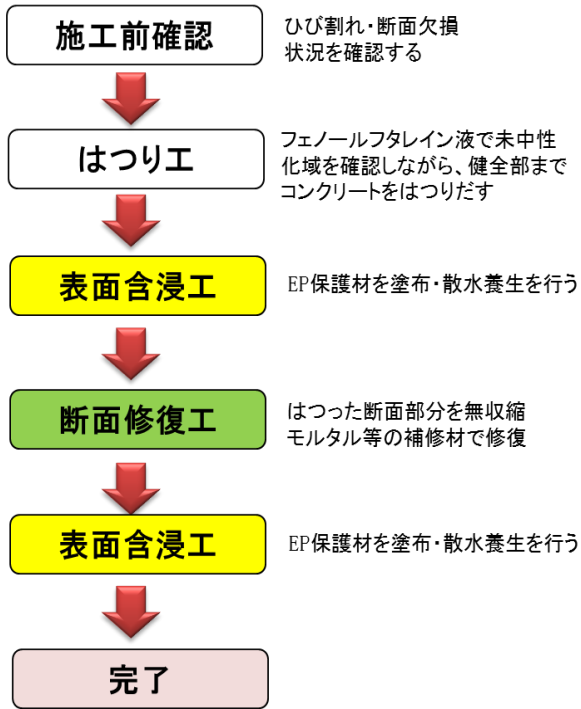 施工前確認
ひび割れ・断面欠損
状況を確認する
はつり工
フェノールフタレイン液で未中性
化域を確認しながら、健全部まで
コンクリートをはつりだす
表面含浸工
EP保護材を塗布・散水養生を行う
断面修復工
はつった断面部分を無収縮
モルタル等の補修材で修復
表面含浸工
EP保護材を塗布・散水養生を行う
完了